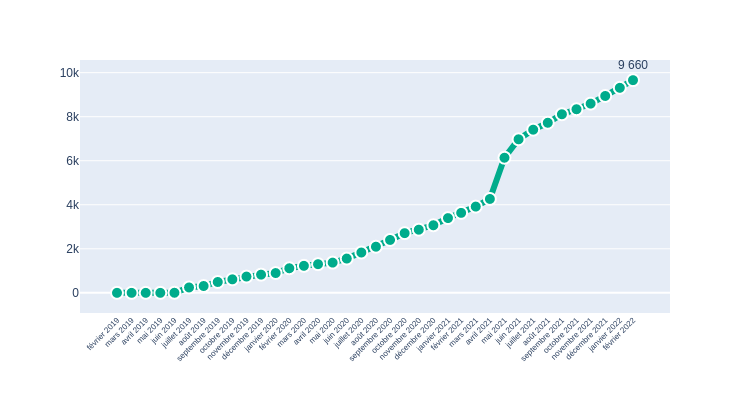 9 660
10k
8k
6k
4k
2k
0
février 2019
mars 2019
avril 2019
mai 2019
juin 2019
juillet 2019
août 2019
septembre 2019
octobre 2019
novembre 2019
décembre 2019
janvier 2020
février 2020
mars 2020
avril 2020
mai 2020
juin 2020
juillet 2020
août 2020
septembre 2020
octobre 2020
novembre 2020
décembre 2020
janvier 2021
février 2021
mars 2021
avril 2021
mai 2021
juin 2021
juillet 2021
août 2021
septembre 2021
octobre 2021
novembre 2021
décembre 2021
janvier 2022
février 2022